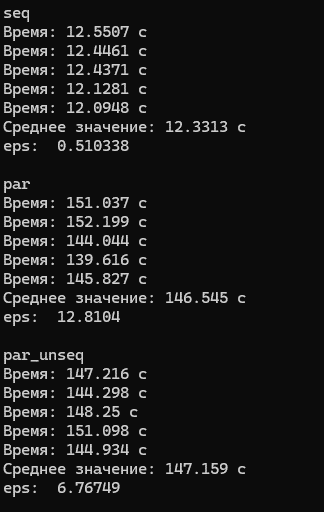 seq
Время: 12.5507 с
Время: 12.4461 с
Время: 12.4371 с
Время: 12.1281 с
Время: 12.0948 с
Среднее значение: 12.3313 с
eps:  0.510338
par
Время: 151.037 с
Время: 152.199 с
Время: 144.044 с
Время: 139.616 с
Время: 145.827 с
Среднее значение: 146.545 с
eps:  12.8104
par_unseq
Время: 147.216 с
Время: 144.298 с
Время: 148.25 с
Время: 151.098 с
Время: 144.934 с
Среднее значение: 147.159 с
eps:  6.76749